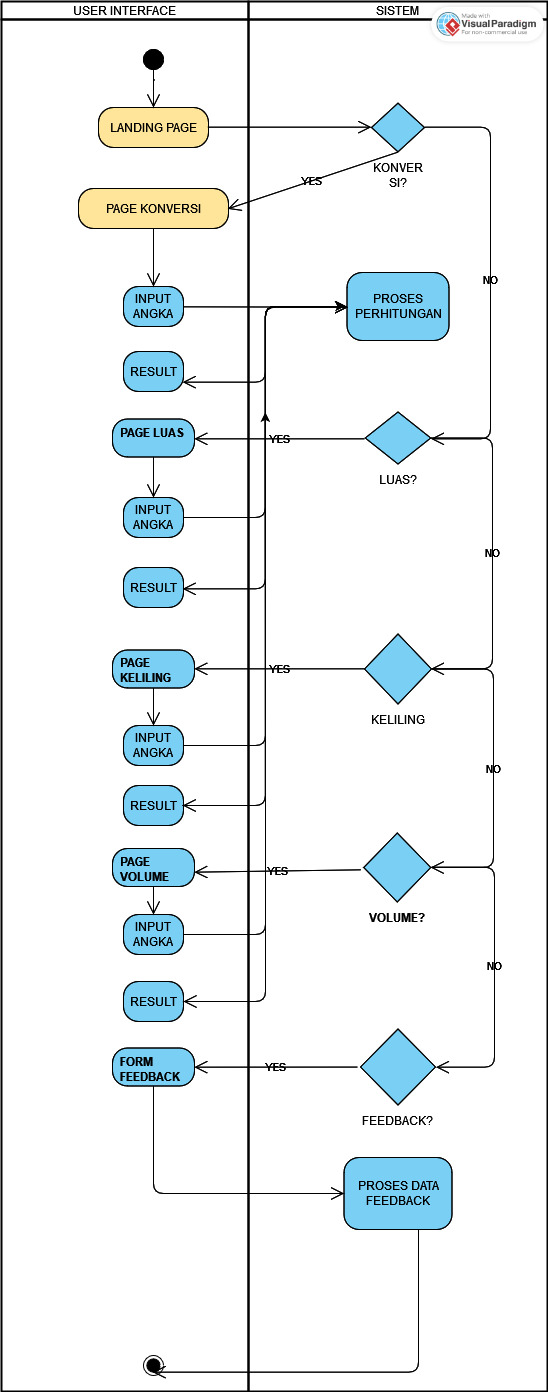 USER INTERFACE
SISTEM
Made with
VisualParadigm
For non-commercial use
LANDING PAGE
KONVER
SI?
YES
PAGE KONVERSI
NO
INPUT
ANGKA
PROSES
PERHITUNGAN
RESULT
PAGE LUAS
YES
LUAS?
INPUT
ANGKA
NO
RESULT
PAGE
KELILING
YES
KELILING
INPUT
ANGKA
NO
RESULT
PAGE
VOLUME
YES
VOLUME?
INPUT
ANGKA
NO
RESULT
FORM
FEEDBACK
YES
FEEDBACK?
PROSES DATA
FEEDBACK